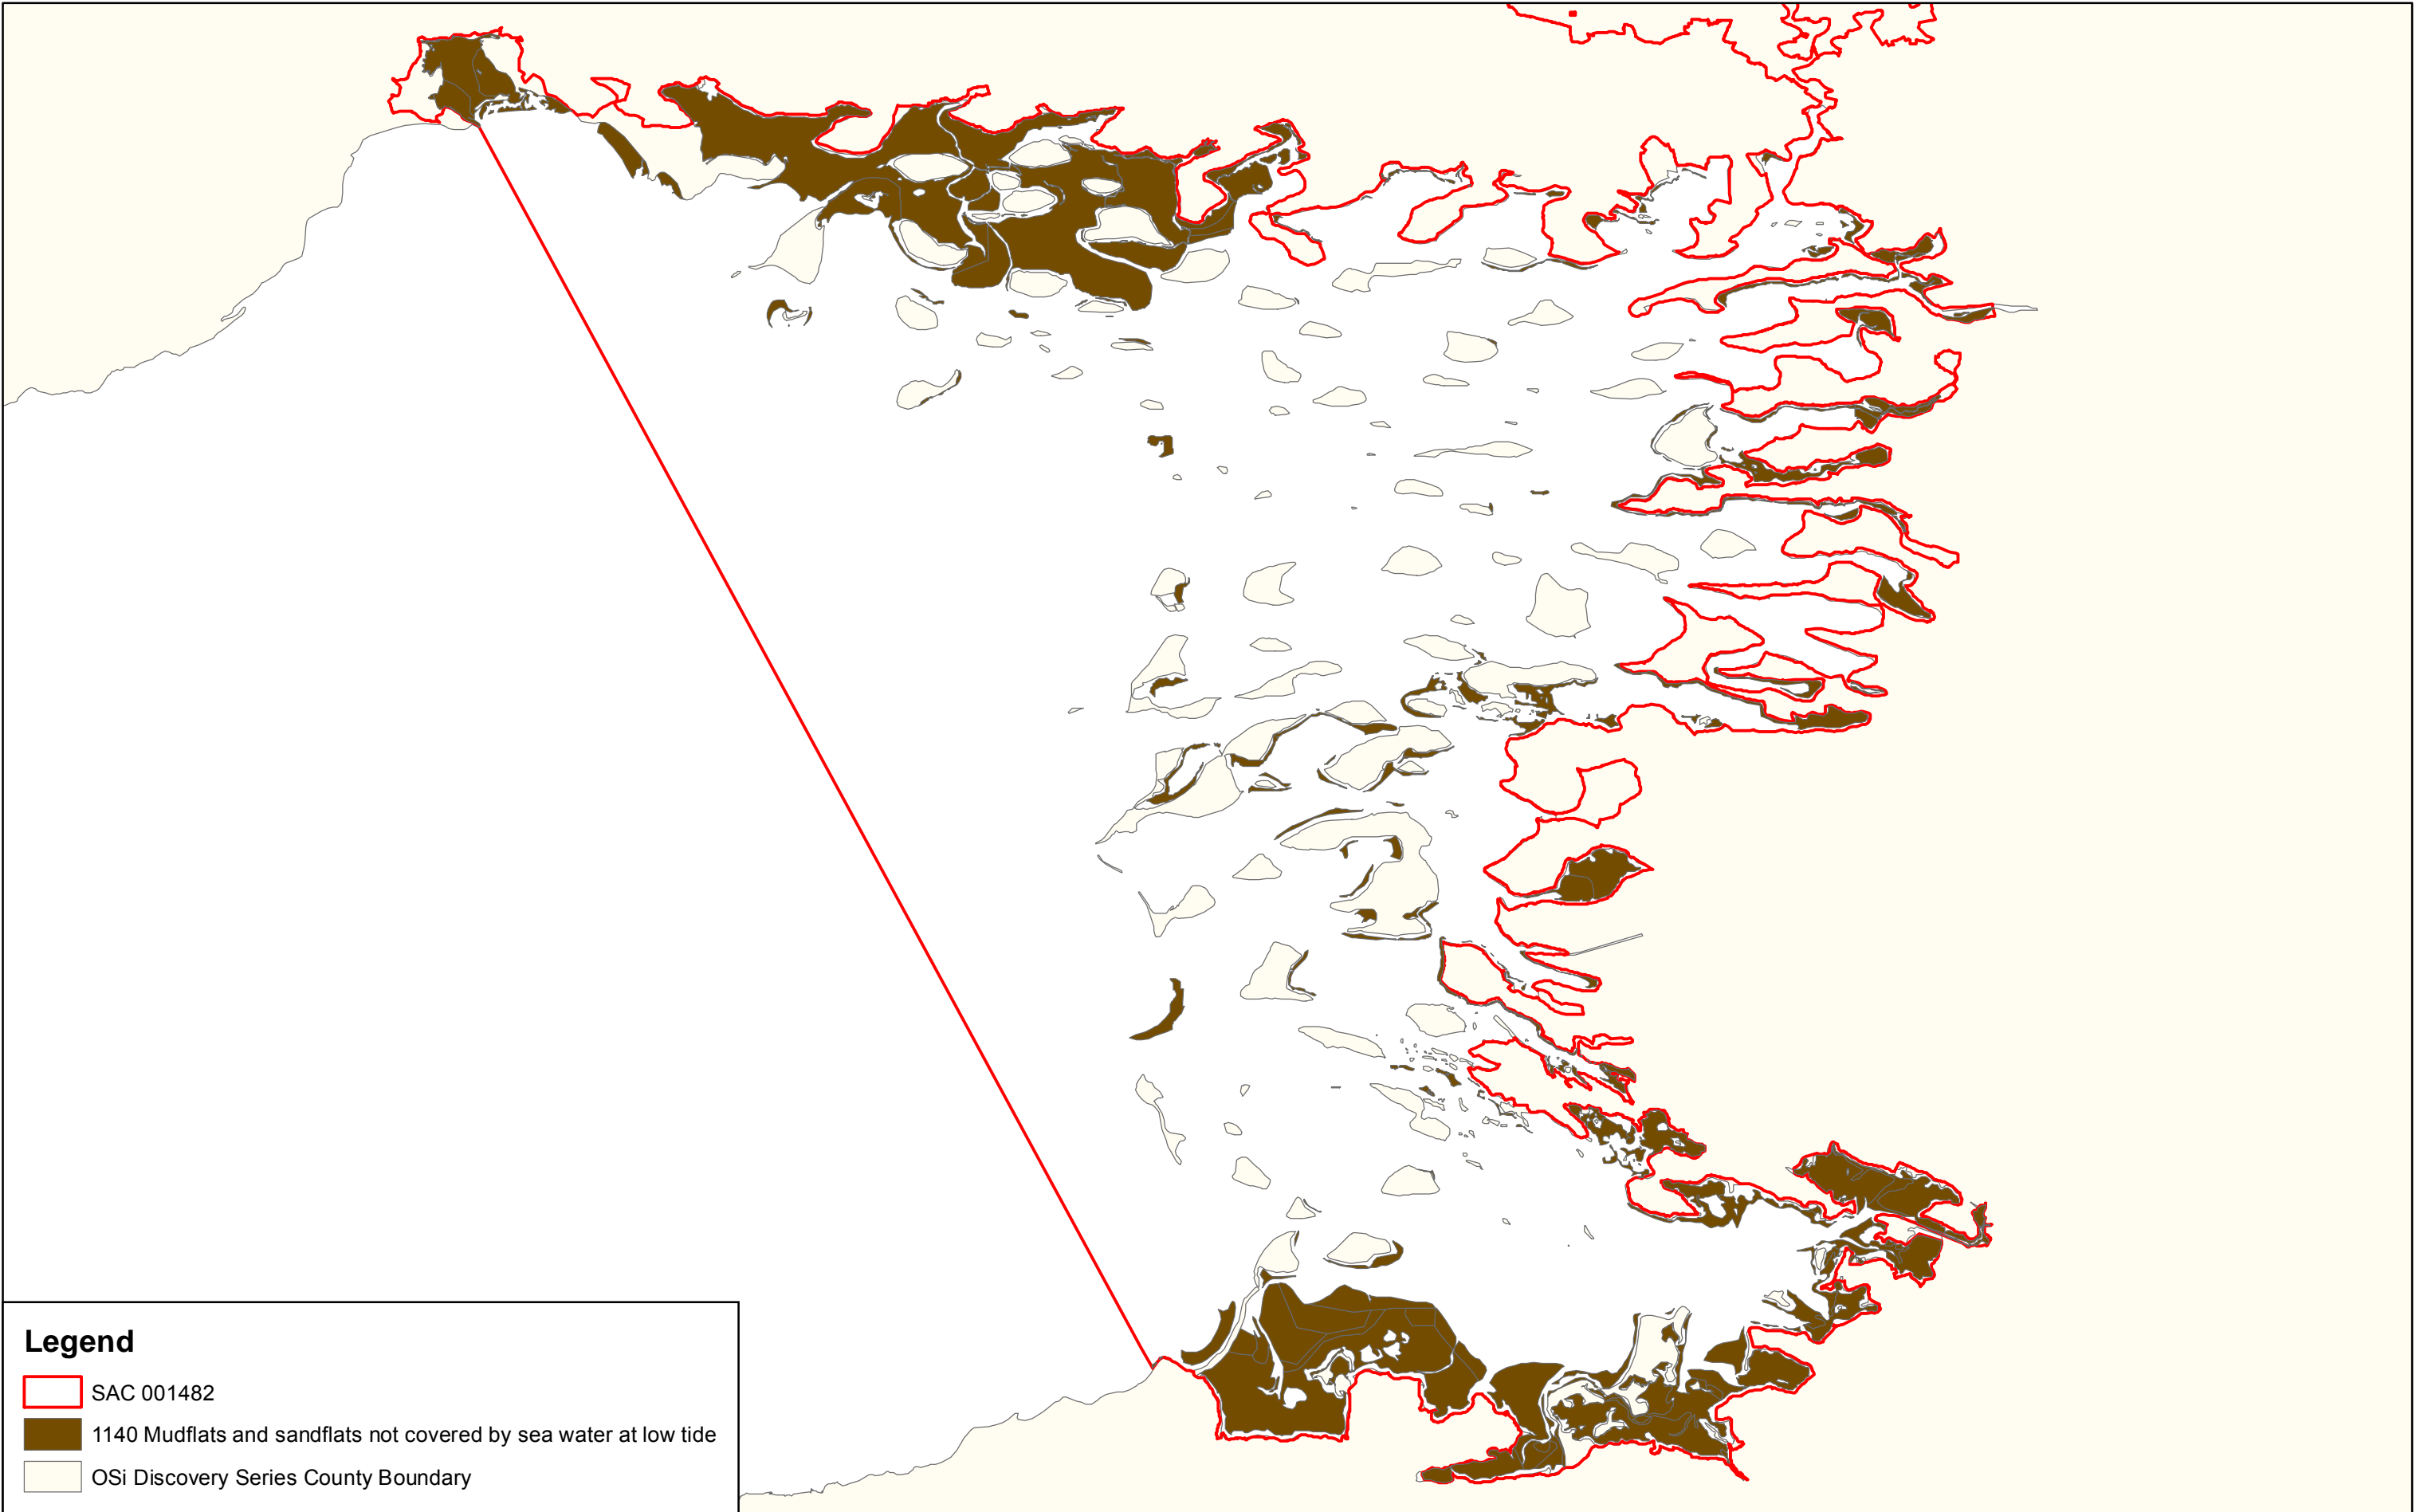 Legend
SAC 001482
1140 Mudflats and sandflats not covered by sea water at low tide
OSi Discovery Series County Boundary